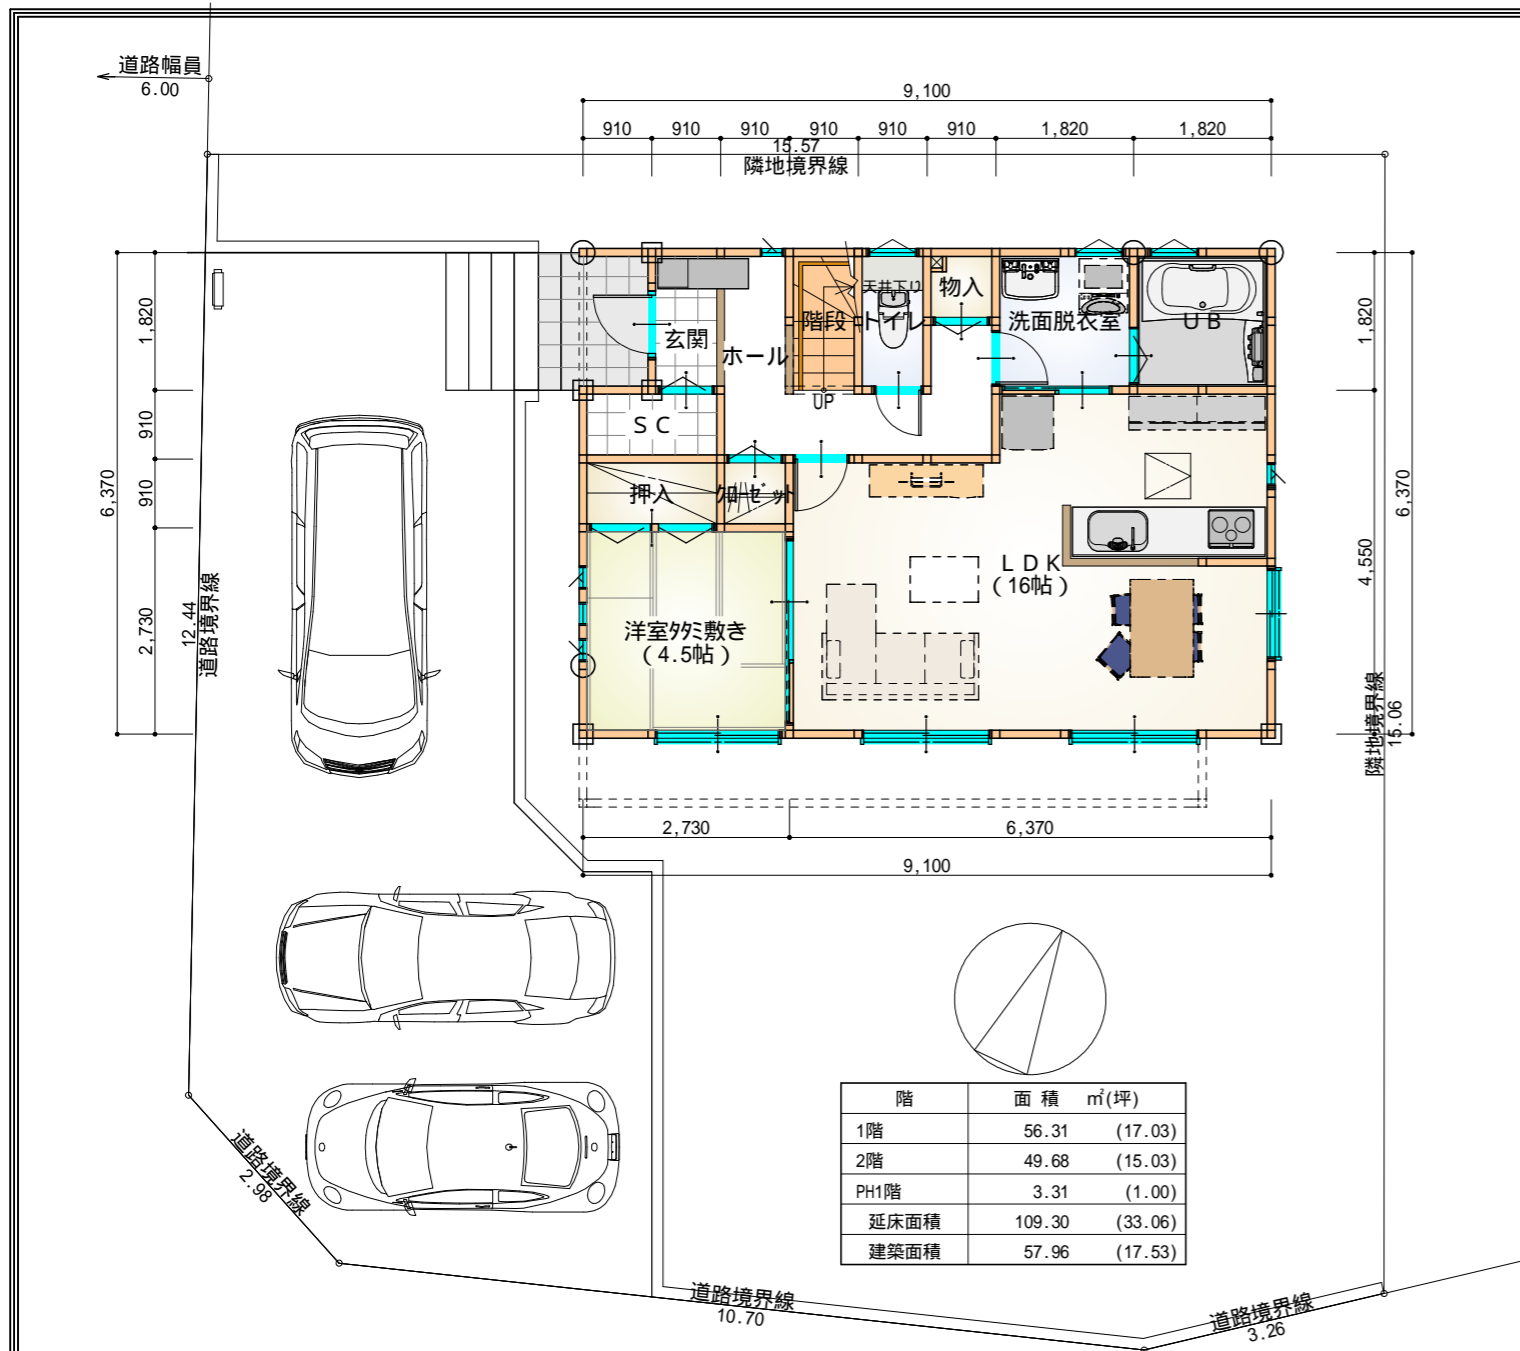 道路幅員
6.00
9,100
910 910 910 910 910 910 1,820 1,820
15.57
隣地境界線
1,820
910
910
2,730
6,370
12.44
道路境界線
玄関
ホール
階段
UP
天井下り
トイレ
物入
洗面脱衣室
UB
SC
押入
クローゼット
洋室タタミ敷き
(4.5帖)
LDK
(16帖)
1,820
4,550
6,370
隣地境界線
15.06
2,730 6,370
9,100
階 面 積 ㎡(坪)
1階 56.31 (17.03)
2階 49.68 (15.03)
PH1階 3.31 (1.00)
延床面積 109.30 (33.06)
建築面積 57.96 (17.53)
道路境界線
2.98
道路境界線
10.70
道路境界線
3.26